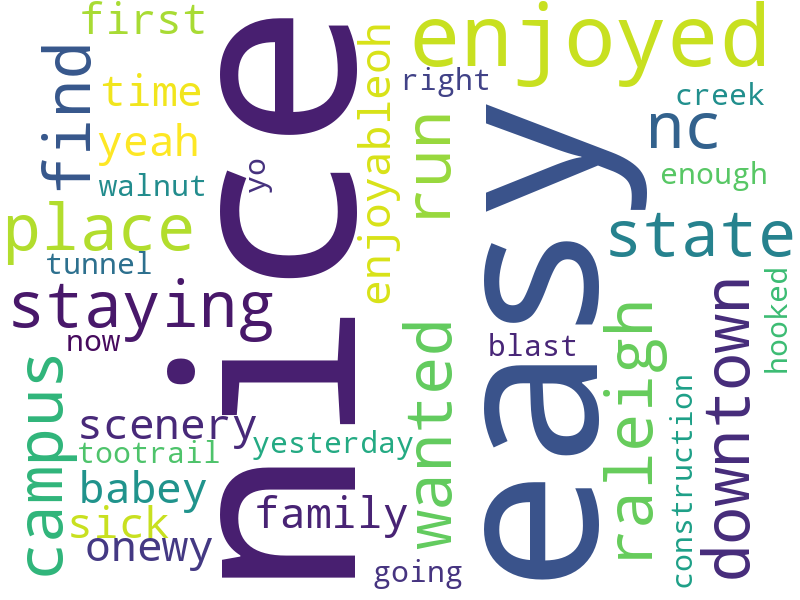 first
enjoyed
nice
find
time
right
creek
yeah
enjoyableoh
run
easy
nc
walnut
yo
enough
place
state
tunnel
staying
now
blast
hooked
campus
wanted
raleigh
downtown
scenery
yesterday
tootrail
construction
babey
family
sick
onewy
going